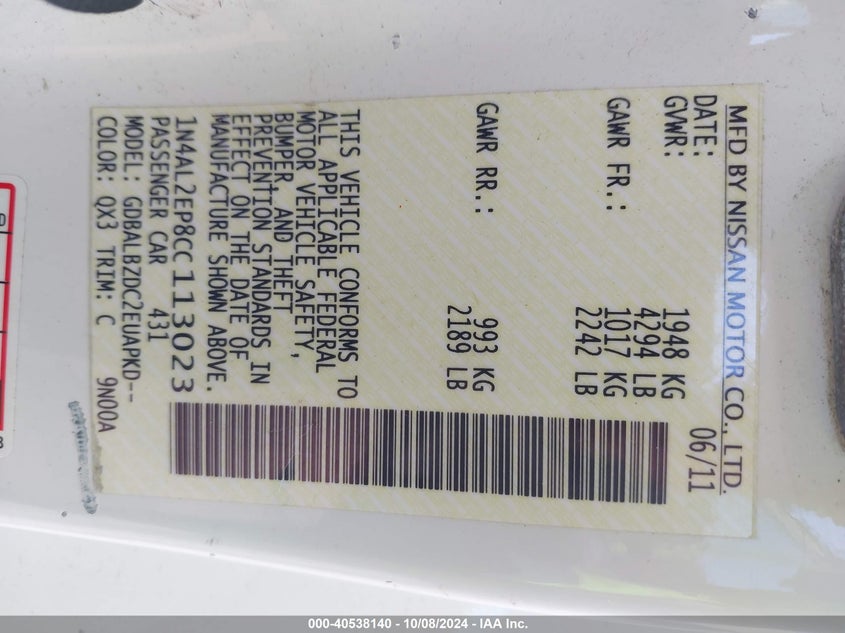 MFD BY NISSAN MOTOR CO., LTD.
DATE: 06/11
GVWR: 1948 KG
4294 LB
GAWR FR.: 1017 KG
2242 LB
GAWR RR.: 993 KG
2189 LB
THIS VEHICLE CONFORMS TO
ALL APPLICABLE FEDERAL
MOTOR VEHICLE SAFETY,
BUMPER, AND THEFT
PREVENTION STANDARDS IN
EFFECT ON THE DATE OF
MANUFACTURE SHOWN ABOVE.
1N4AL2EP8CC113023
PASSENGER CAR 431
MODEL: GDBALBZDC2EUAPKD--
COLOR: QX3 TRIM: C 9N00A
000-40538140 - 10/08/2024 - IAA Inc.